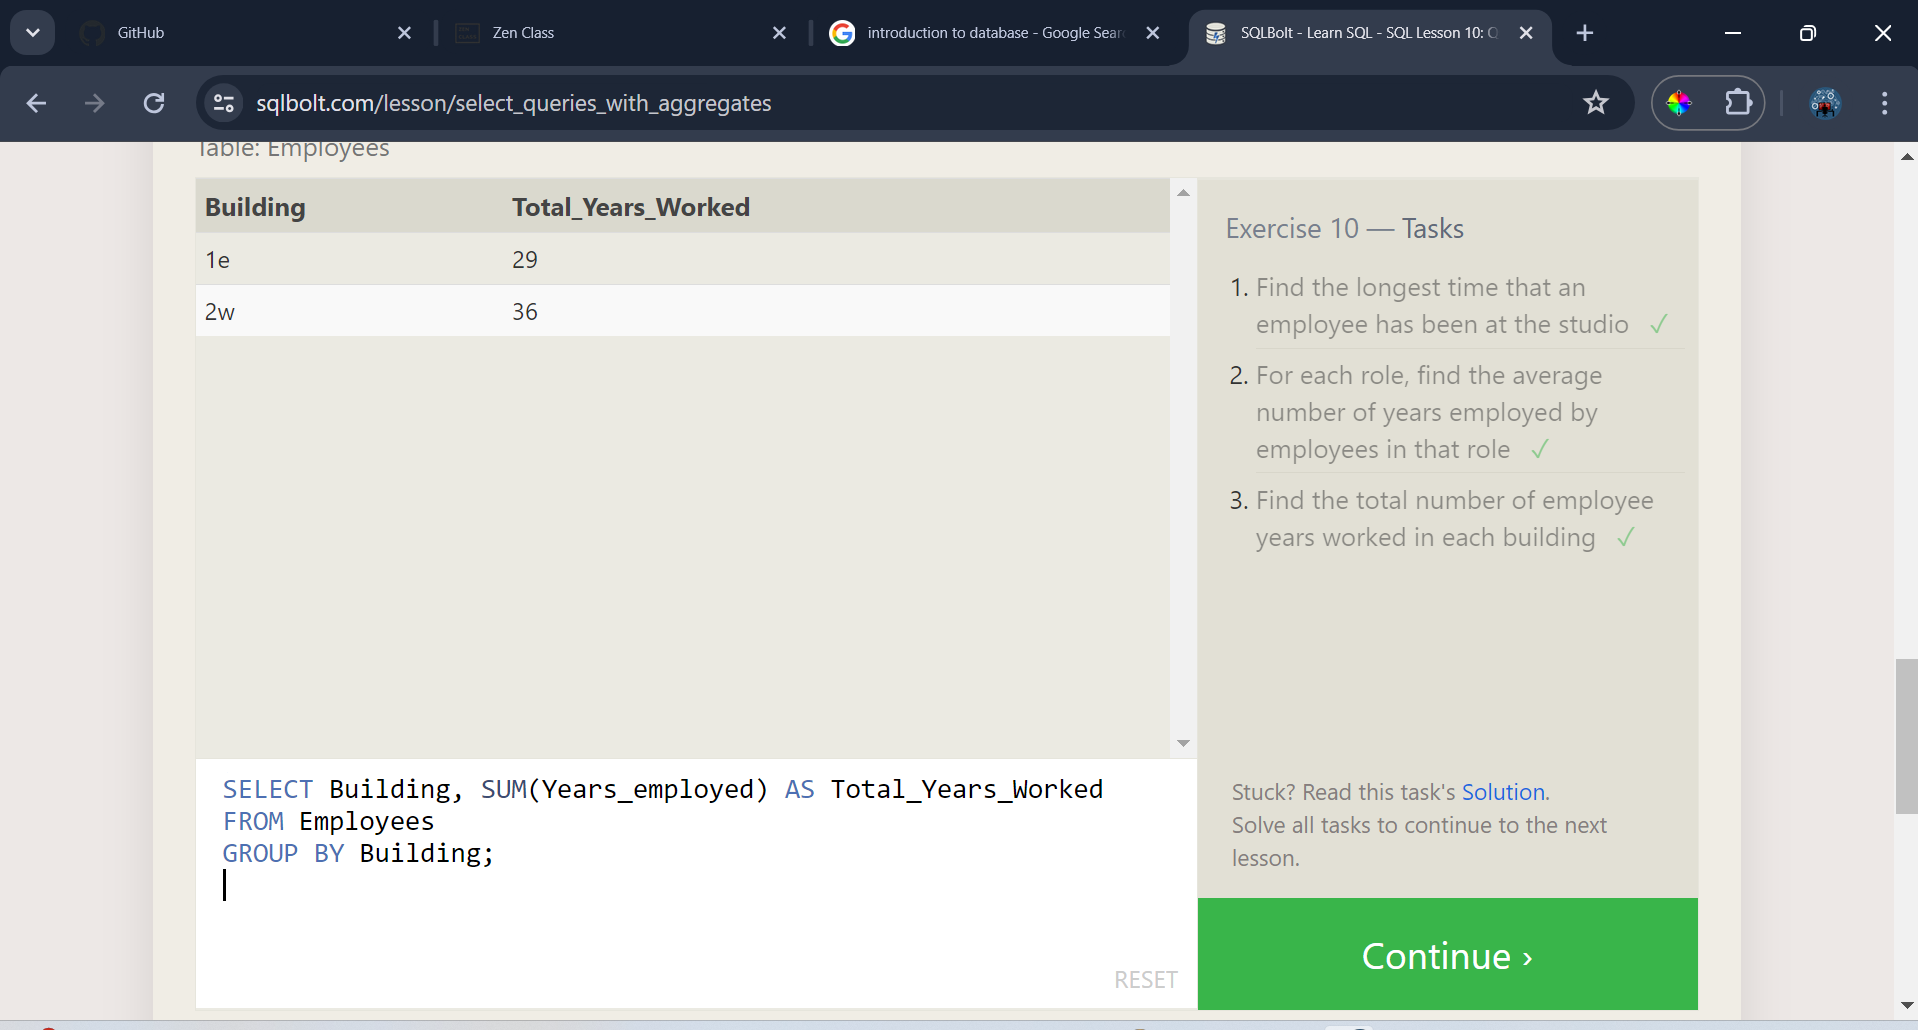 GitHub
Zen Class
introduction to database - Google Sear
SQLBolt - Learn SQL - SQL Lesson 10: Q
sqlbolt.com/lesson/select_queries_with_aggregates
Table: Employees
Building Total_Years_Worked
1e 29
2w 36
SELECT Building, SUM(Years_employed) AS Total_Years_Worked
FROM Employees
GROUP BY Building;
RESET
Exercise 10 — Tasks
1. Find the longest time that an
employee has been at the studio ✓
2. For each role, find the average
number of years employed by
employees in that role ✓
3. Find the total number of employee
years worked in each building ✓
Stuck? Read this task's Solution.
Solve all tasks to continue to the next
lesson.
Continue ›